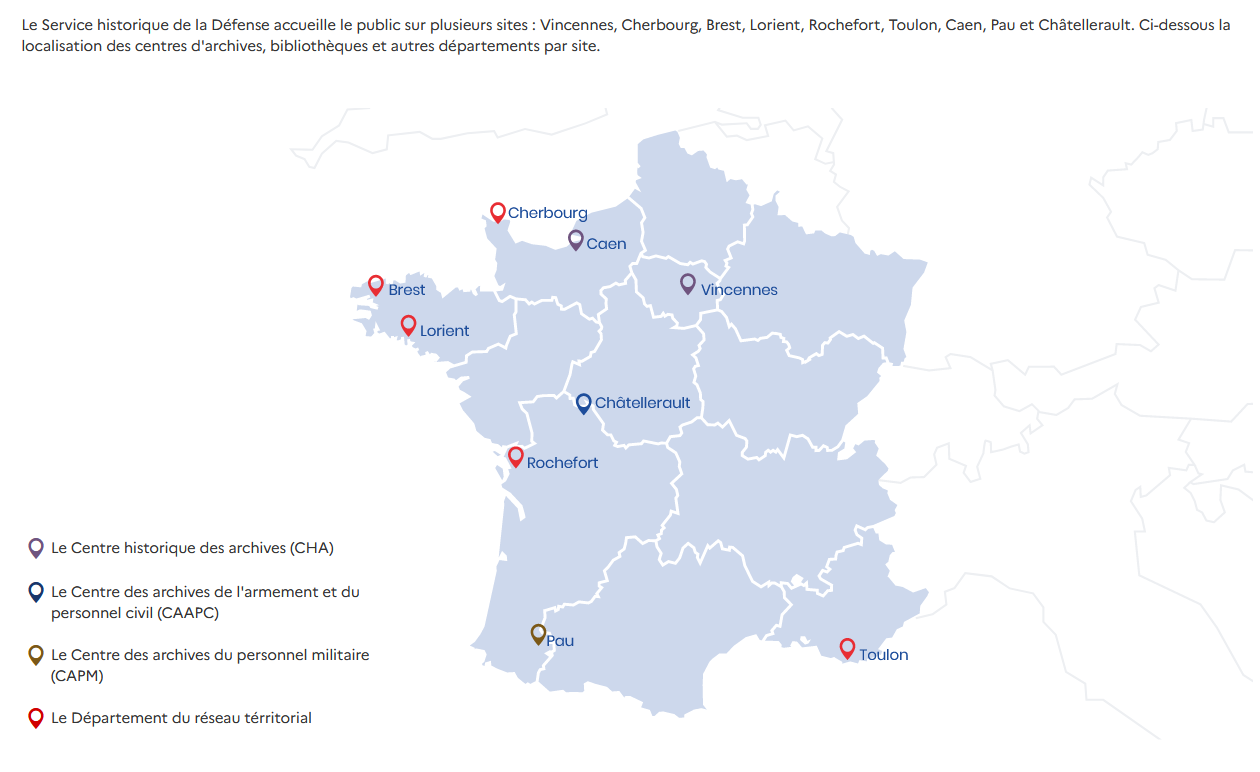 Le Service historique de la Défense accueille le public sur plusieurs sites : Vincennes, Cherbourg, Brest, Lorient, Rochefort, Toulon, Caen, Pau et Châtellerault. Ci-dessous la
localisation des centres d'archives, bibliothèques et autres départements par site.
Cherbourg
Caen
Brest
Vincennes
Lorient
Châtellerault
Rochefort
Le Centre historique des archives (CHA)
Le Centre des archives de l'armement et du
personnel civil (CAAPC)
Pau
Le Centre des archives du personnel militaire
(CAPM)
Toulon
Le Département du réseau térritorial